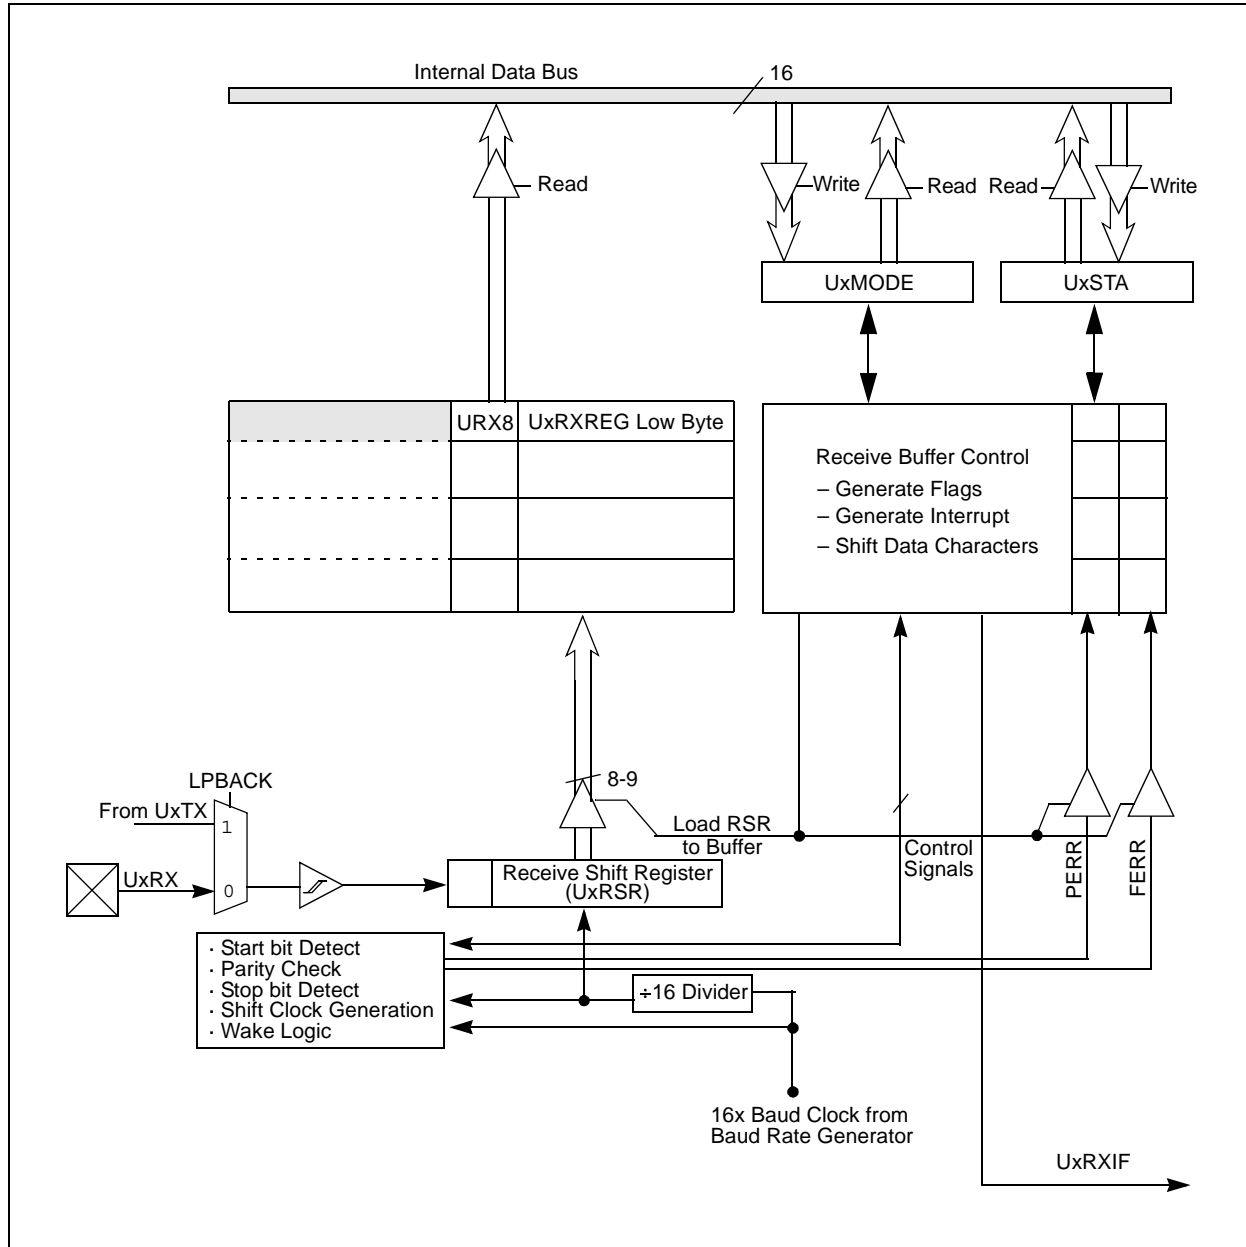 Internal Data Bus
16
Read
Write
Read
Read
Write
UxMODE
UxSTA
URX8
UxRXREG Low Byte
Receive Buffer Control
– Generate Flags
– Generate Interrupt
– Shift Data Characters
LPBACK
8-9
From UxTX
1
Load RSR
to Buffer
Control
Signals
PERR
FERR
UxRX
0
Receive Shift Register
(UxRSR)
· Start bit Detect
· Parity Check
· Stop bit Detect
· Shift Clock Generation
· Wake Logic
÷16 Divider
16x Baud Clock from
Baud Rate Generator
UxRXIF